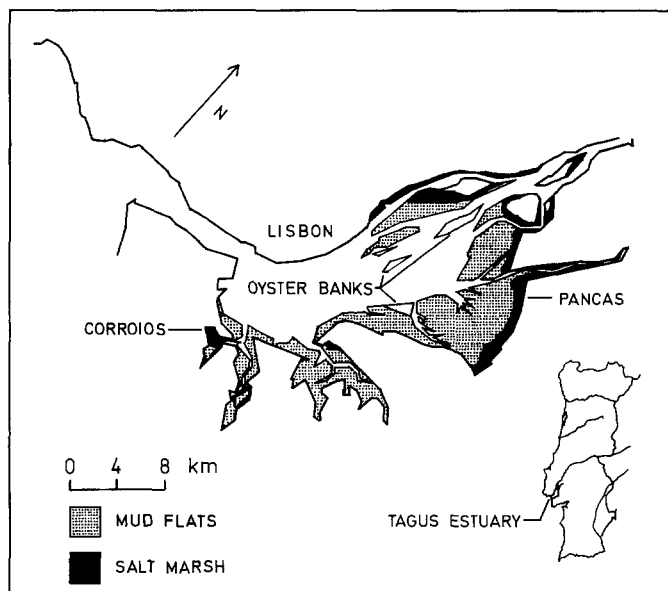 N
LISBON
OYSTER BANKS
PANCAS
CORROIOS
0 4 8 km
MUD FLATS
TAGUS ESTUARY
SALT MARSH